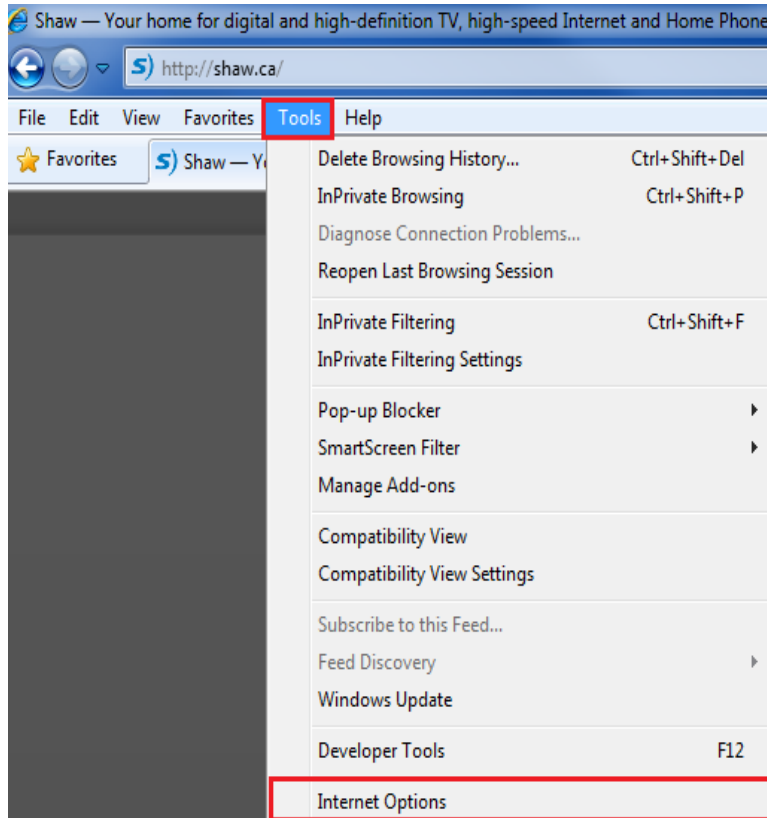 Shaw — Your home for digital and high-definition TV, high-speed Internet and Home Phone
S) http://shaw.ca/
File Edit View Favorites Tools Help
Favorites S) Shaw — Yo
Delete Browsing History... Ctrl+Shift+Del
InPrivate Browsing Ctrl+Shift+P
Diagnose Connection Problems...
Reopen Last Browsing Session
InPrivate Filtering Ctrl+Shift+F
InPrivate Filtering Settings
Pop-up Blocker
SmartScreen Filter
Manage Add-ons
Compatibility View
Compatibility View Settings
Subscribe to this Feed...
Feed Discovery
Windows Update
Developer Tools F12
Internet Options